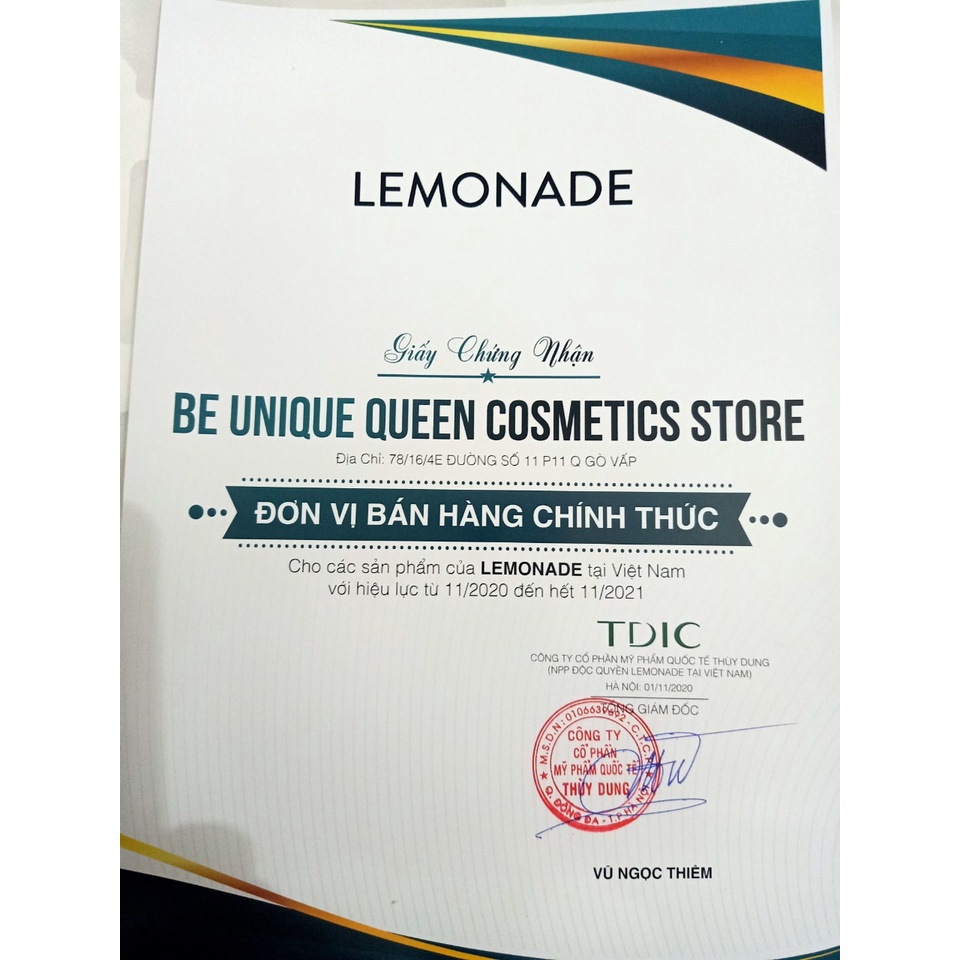 LEMONADE
Giấy Chứng Nhận
BE UNIQUE QUEEN COSMETICS STORE
Địa Chỉ: 78/16/4E ĐƯỜNG SỐ 11 P11 Q GÒ VẤP
ĐƠN VỊ BÁN HÀNG CHÍNH THỨC
Cho các sản phẩm của LEMONADE tại Việt Nam
với hiệu lực từ 11/2020 đến hết 11/2021
TDIC
CÔNG TY CỔ PHẦN MỸ PHẨM QUỐC TẾ THÙY DUNG
(NPP ĐỘC QUYỀN LEMONADE TẠI VIỆT NAM)
HÀ NỘI: 01/11/2020
TỔNG GIÁM ĐỐC
CÔNG TY
CỔ PHẦN
MỸ PHẨM QUỐC TẾ
THÙY DUNG
Q. ĐỐNG ĐA - T.P HÀ NỘI
VŨ NGỌC THIÊM